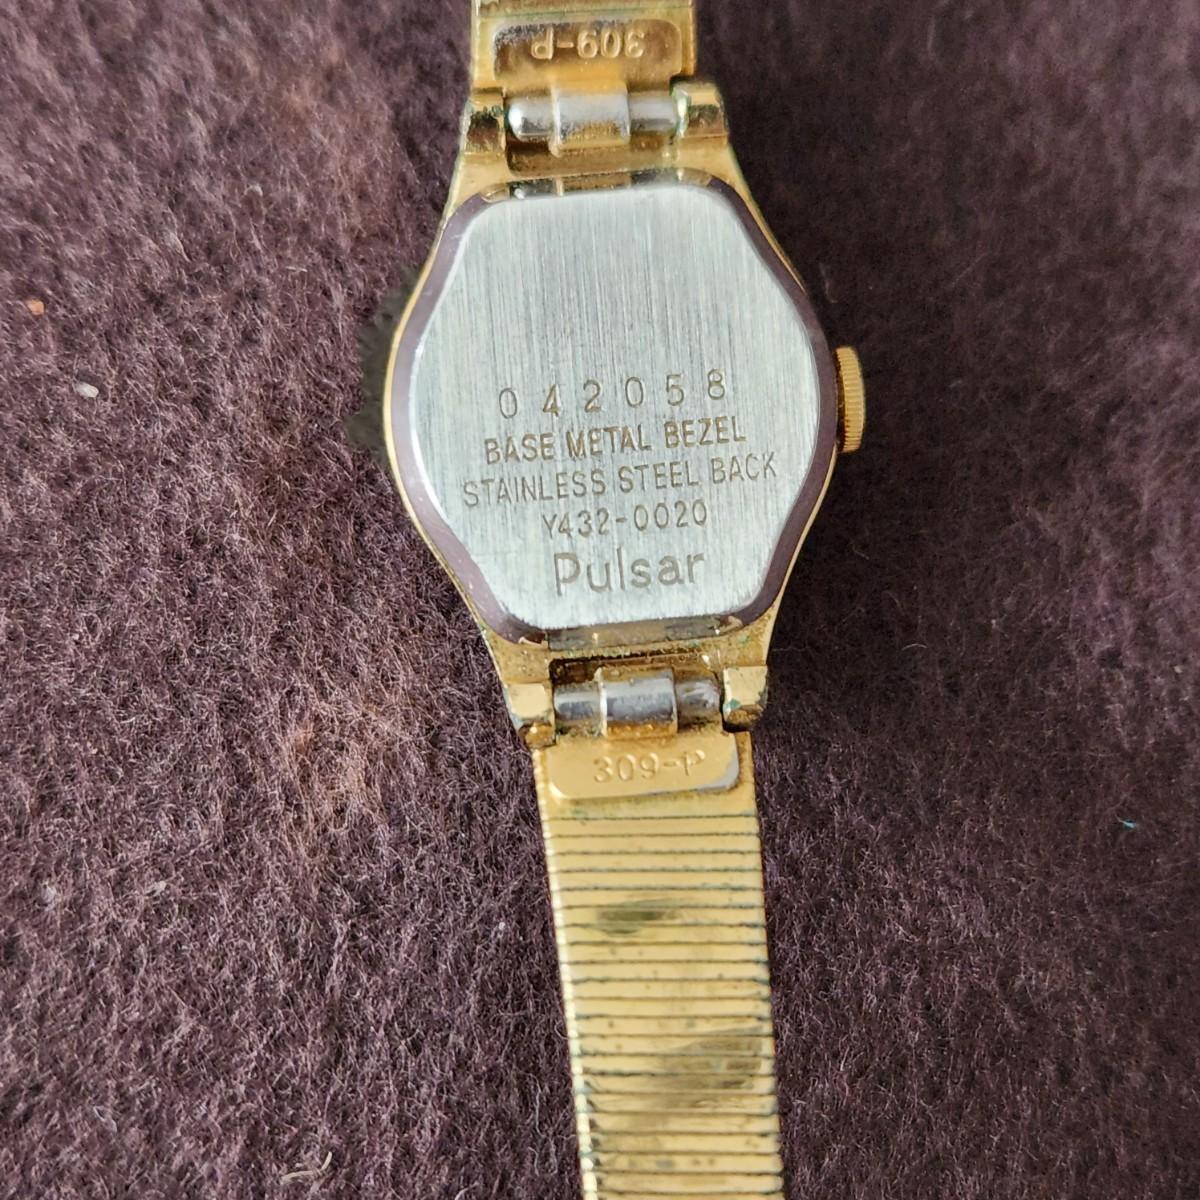 309-P
042058
BASE METAL BEZEL
STAINLESS STEEL BACK
Y432-0020
Pulsar
309-P